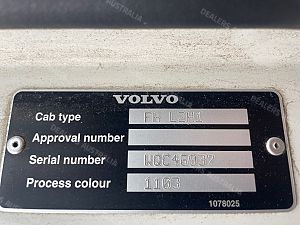 VOLVO
Cab type FH L2H1
Approval number
Serial number WQC46937
Process colour 1163
1078025